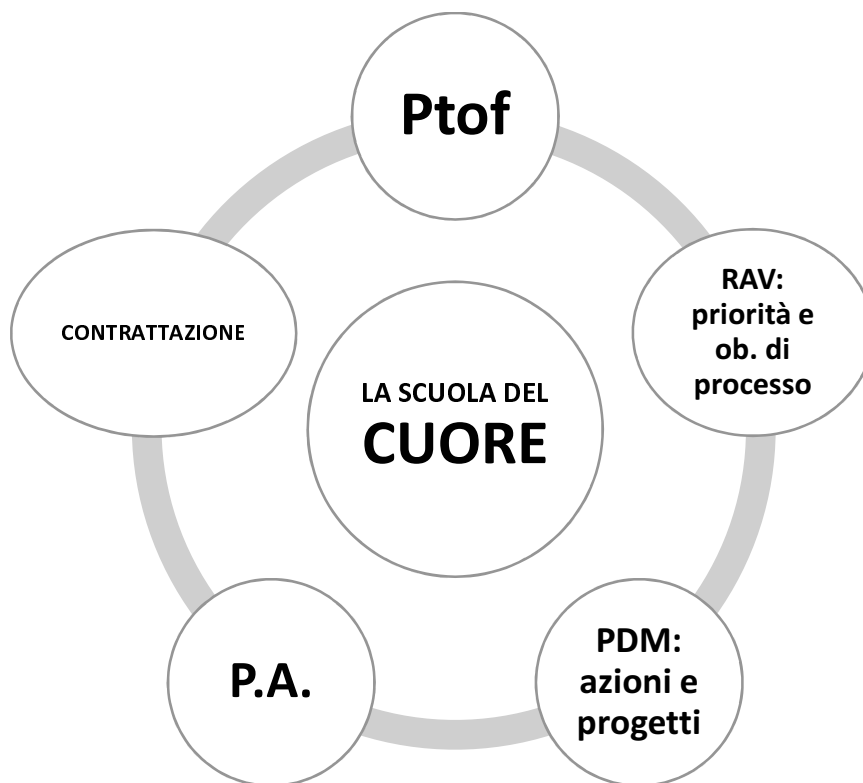 Ptof
RAV:
priorità e
ob. di
processo
PDM:
azioni e
progetti
P.A.
CONTRATTAZIONE
LA SCUOLA DEL
CUORE